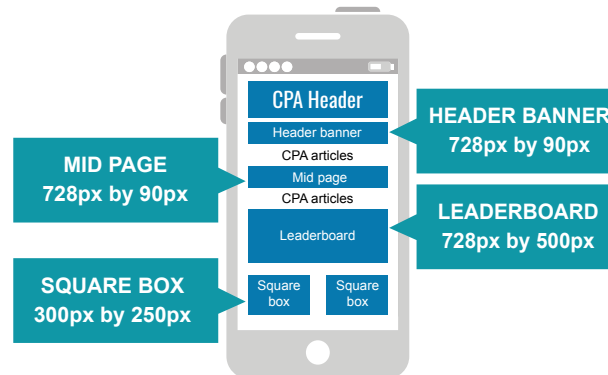 CPA Header
Header banner
CPA articles
Mid page
CPA articles
Leaderboard
Square
box
Square
box
HEADER BANNER
728px by 90px
MID PAGE
728px by 90px
LEADERBOARD
728px by 500px
SQUARE BOX
300px by 250px